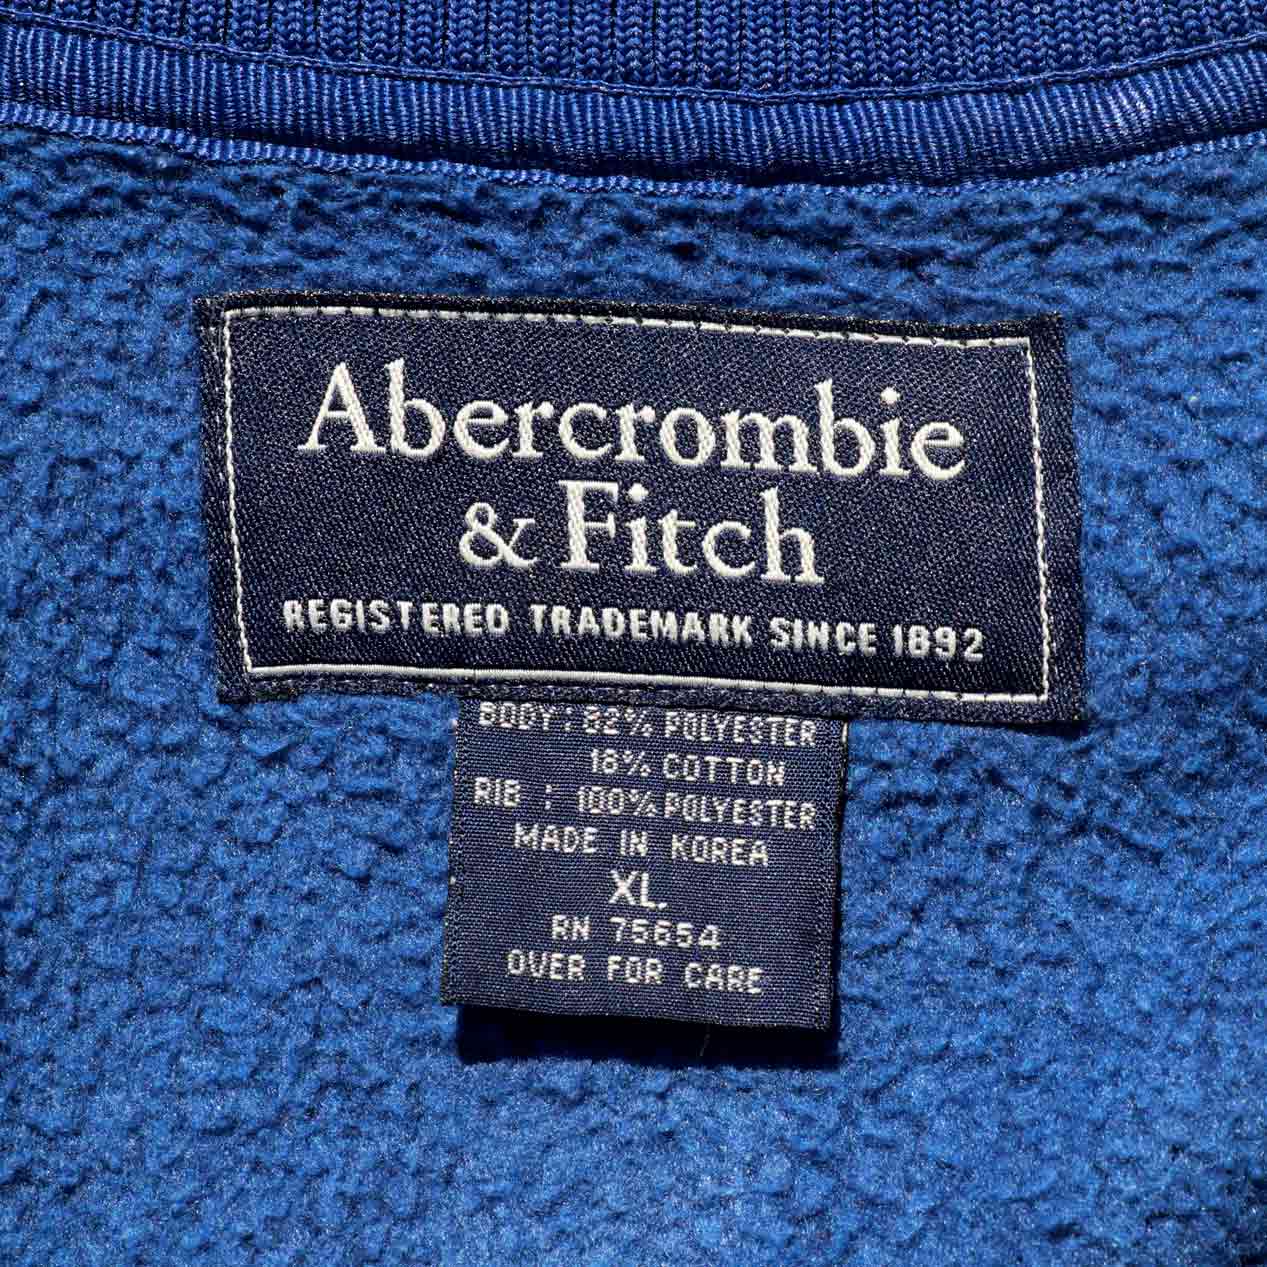 Abercrombie
& Fitch
REGISTERED TRADEMARK SINCE 1892
BODY : 82% POLYESTER
18% COTTON
RIB : 100% POLYESTER
MADE IN KOREA
XL.
RN 75654
OVER FOR CARE